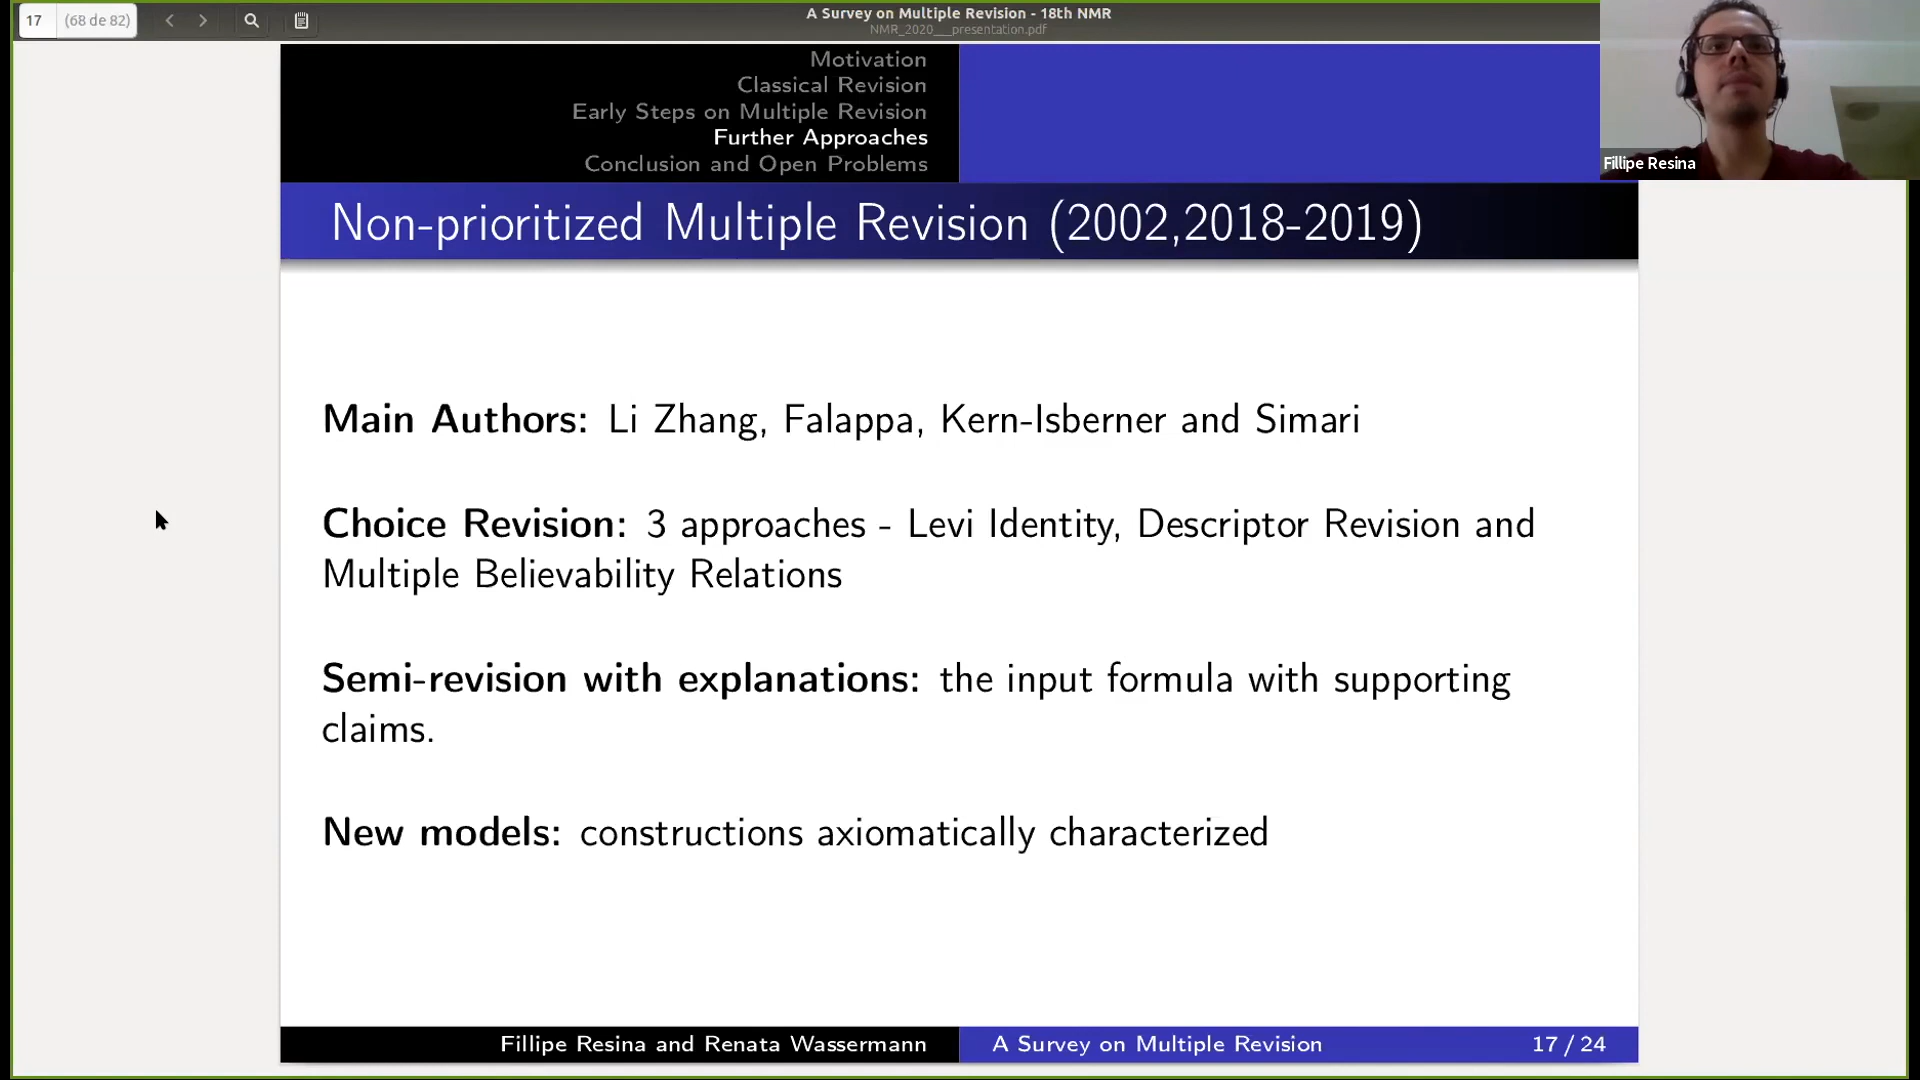 17 (68 de 82)
A Survey on Multiple Revision - 18th NMR
NMR_2020___presentation.pdf
Motivation
Classical Revision
Early Steps on Multiple Revision
Further Approaches
Conclusion and Open Problems
Fillipe Resina
Non-prioritized Multiple Revision (2002,2018-2019)
Main Authors: Li Zhang, Falappa, Kern-Isberner and Simari
Choice Revision: 3 approaches - Levi Identity, Descriptor Revision and
Multiple Believability Relations
Semi-revision with explanations: the input formula with supporting
claims.
New models: constructions axiomatically characterized
Fillipe Resina and Renata Wassermann
A Survey on Multiple Revision
17 / 24